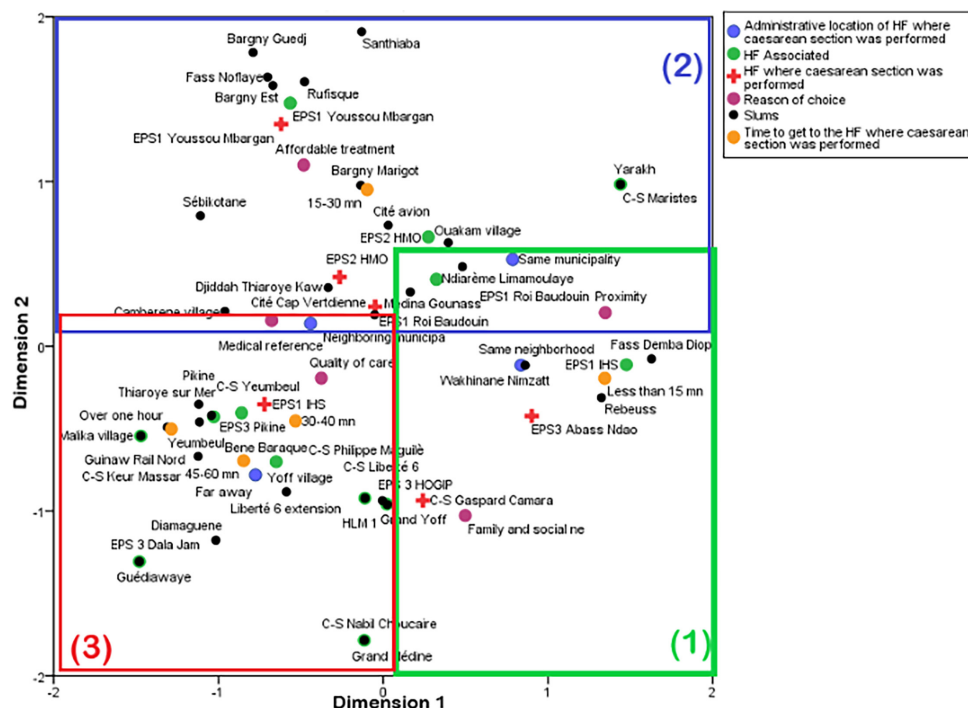 2
Bargny Guedj
Santhiaba
(2)
Fass Noflaye
Bargny Est
Rufisque
EPS1 Youssou Mbargan
EPS1 Youssou Mbargan
Affordable treatment
1
Bargny Marigot
Yarakh
15-30 mn
C-S Maristes
Sébikotane
Cité avion
EPS2 HMO
Ouakam village
EPS2 HMO
Same municipality
Ndiarème Limamoulaye
Djiddah Thiaroye Kaw
Cité Cap Vertdienne
Medina Gounass
EPS1 Roi Baudouin
Proximity
Camberene village
EPS1 Roi Baudouin
0
Medical reference
Neighboring municipa
Same neighborhood
Fass Demba Diop
Quality of care
EPS1 IHS
Pikine
C-S Yeumbeul
Wakhinane Nimzatt
Less than 15 mn
Thiaroye sur Mer
EPS1 IHS
Rebeuss
Over one hour
30-40 mn
EPS3 Abass Ndao
EPS3 Pikine
Malika village
Yeumbeul
Bene Baraque
C-S Philippe Maguilè
Guinaw Rail Nord
C-S Liberté 6
C-S Keur Massar
45-60 mn
Yoff village
EPS 3 HOGIP
Far away
C-S Gaspard Camara
Liberté 6 extension
-1
HLM 1
Grand Yoff
Family and social ne
Diamaguene
EPS 3 Dala Jam
Guédiawaye
C-S Nabil Choucaire
(3)
Grand Médine
(1)
-2
-2
-1
0
1
2
Dimension 1
Dimension 2
Administrative location of HF where
caesarean section was performed
HF Associated
HF where caesarean section was
performed
Reason of choice
Slums
Time to get to the HF where caesarean
section was performed